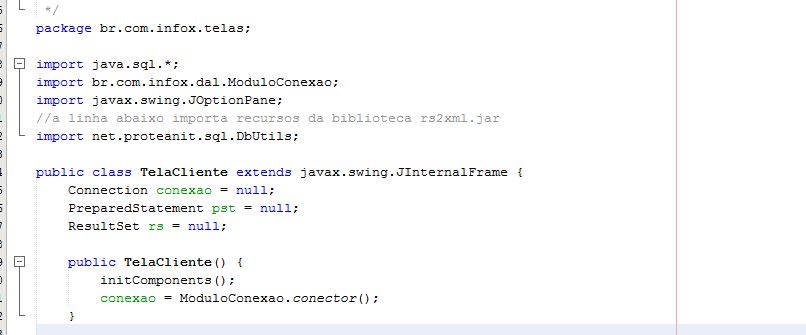 */
package br.com.infox.telas;
import java.sql.*;
import br.com.infox.dal.ModuloConexao;
import javax.swing.JOptionPane;
//a linha abaixo importa recursos da biblioteca rs2xml.jar
import net.proteanit.sql.DbUtils;
public class TelaCliente extends javax.swing.JInternalFrame {
Connection conexao = null;
PreparedStatement pst = null;
ResultSet rs = null;
public TelaCliente() {
initComponents();
conexao = ModuloConexao.conector();
}